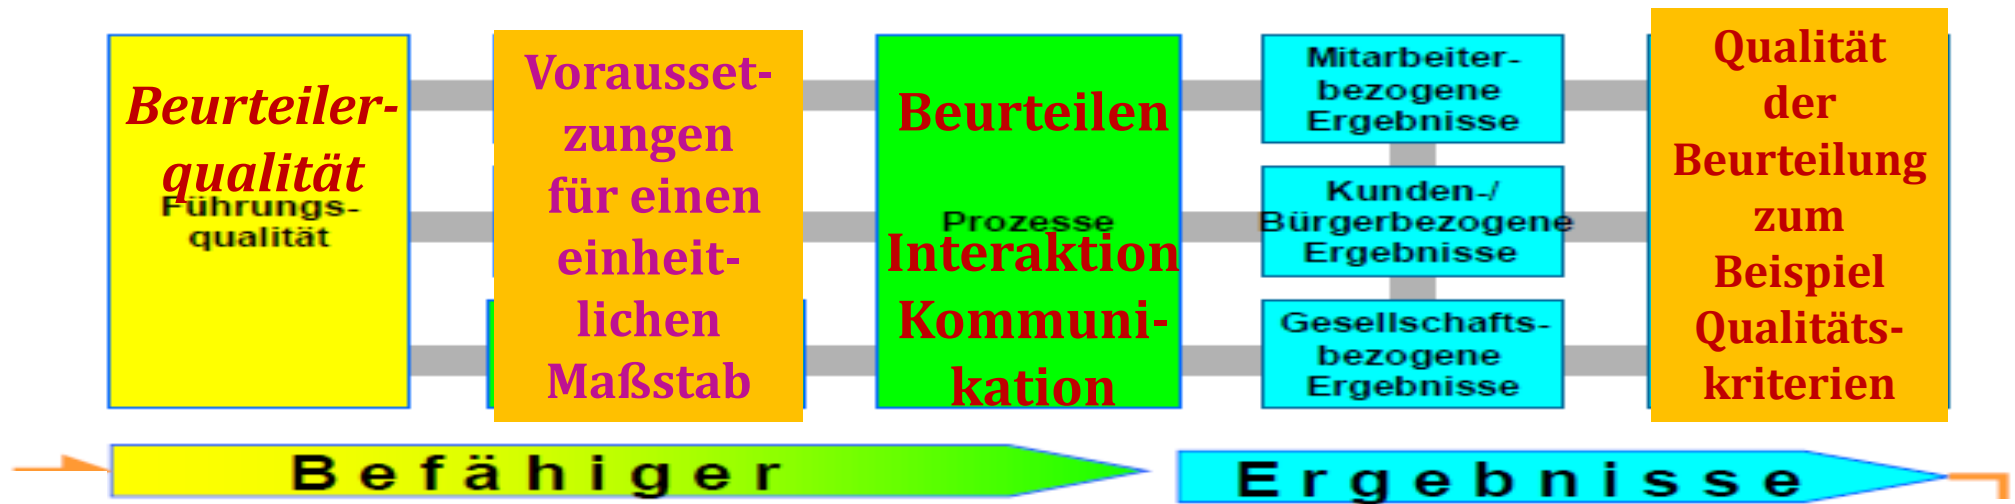 Beurteiler-
qualität
Führungs-
qualität
Vorausset-
zungen
für einen
einheit-
lichen
Maßstab
Beurteilen
Prozesse
Interaktion
Kommuni-
kation
Mitarbeiter-
bezogene
Ergebnisse
Kunden-/
Bürgerbezogene
Ergebnisse
Gesellschafts-
bezogene
Ergebnisse
Qualität
der
Beurteilung
zum
Beispiel
Qualitäts-
kriterien
Befähiger
Ergebnisse